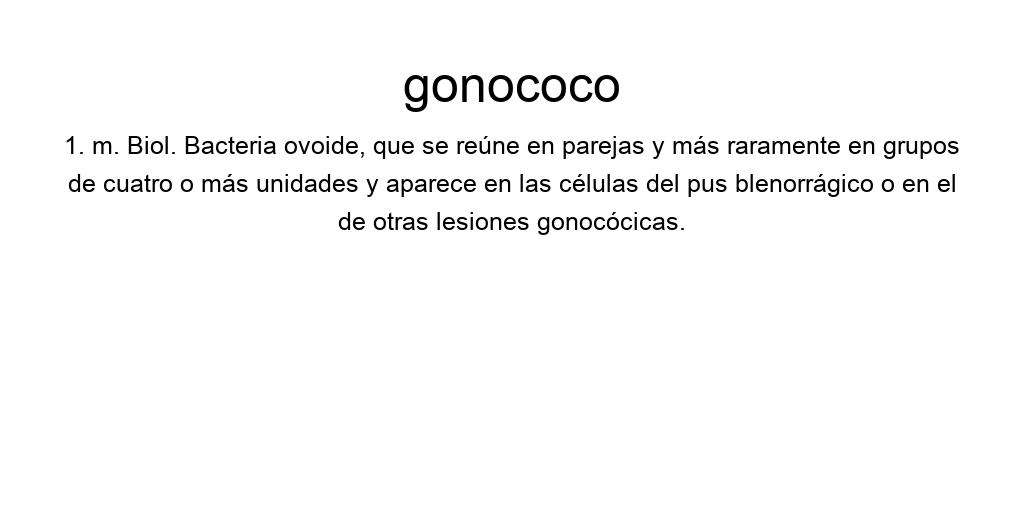 gonococo
1. m. Biol. Bacteria ovoide, que se reúne en parejas y más raramente en grupos
de cuatro o más unidades y aparece en las células del pus blenorrágico o en el
de otras lesiones gonocócicas.